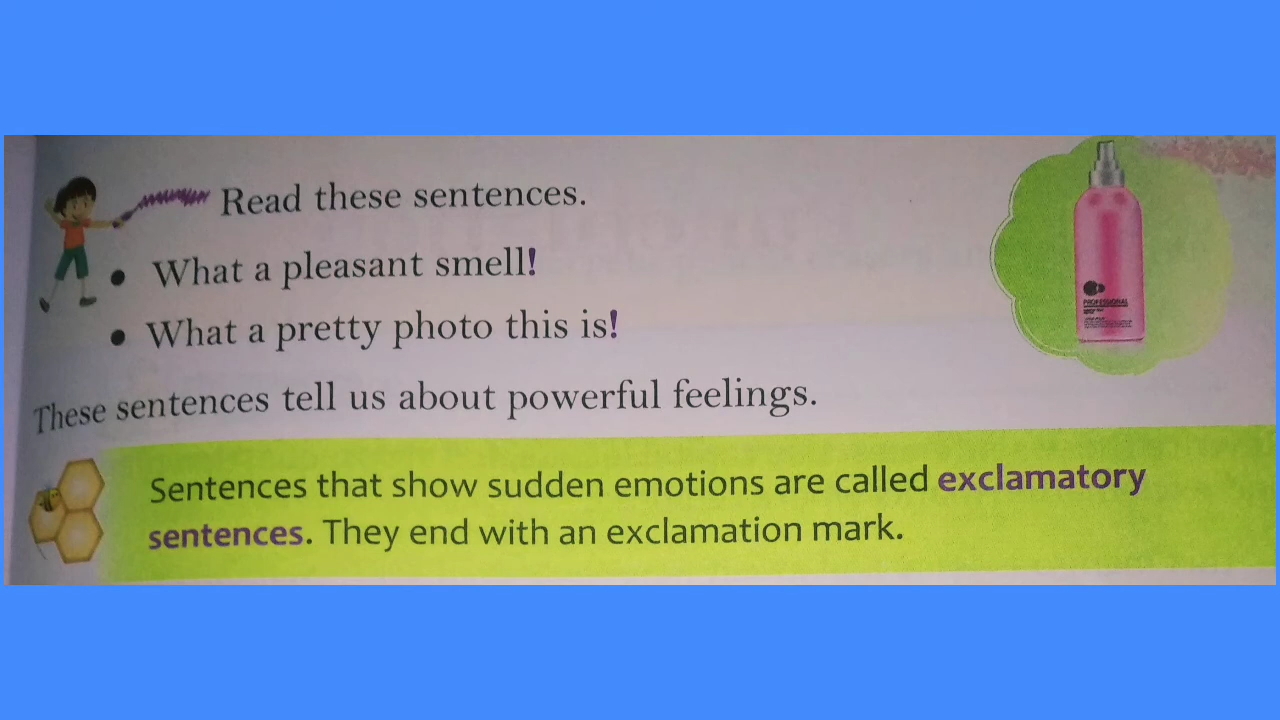 Read these sentences.
• What a pleasant smell!
• What a pretty photo this is!
These sentences tell us about powerful feelings.
Sentences that show sudden emotions are called exclamatory
sentences. They end with an exclamation mark.
PROFESSIONAL